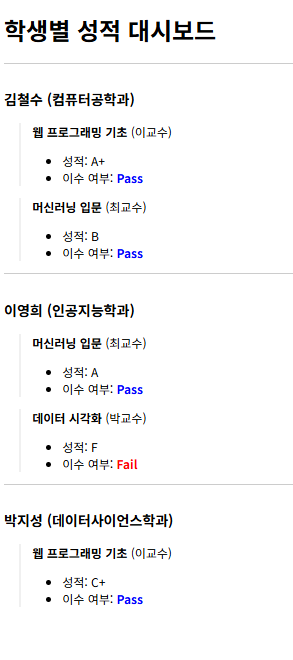 학생별 성적 대시보드
김철수 (컴퓨터공학과)
웹 프로그래밍 기초 (이교수)
성적: A+
이수 여부: Pass
머신러닝 입문 (최교수)
성적: B
이수 여부: Pass
이영희 (인공지능학과)
머신러닝 입문 (최교수)
성적: A
이수 여부: Pass
데이터 시각화 (박교수)
성적: F
이수 여부: Fail
박지성 (데이터사이언스학과)
웹 프로그래밍 기초 (이교수)
성적: C+
이수 여부: Pass